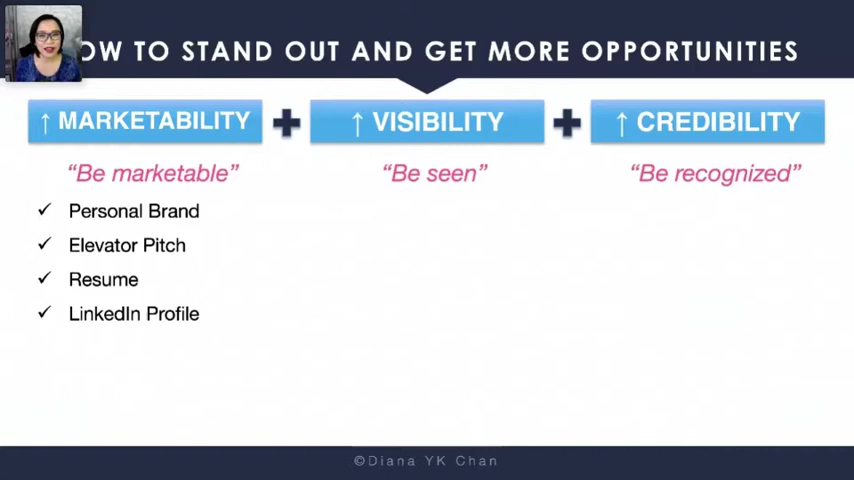 OW TO STAND OUT AND GET MORE OPPORTUNITIES
↑ MARKETABILITY + ↑ VISIBILITY + ↑ CREDIBILITY
“Be marketable” “Be seen” “Be recognized”
✓ Personal Brand
✓ Elevator Pitch
✓ Resume
✓ LinkedIn Profile
©Diana YK Chan